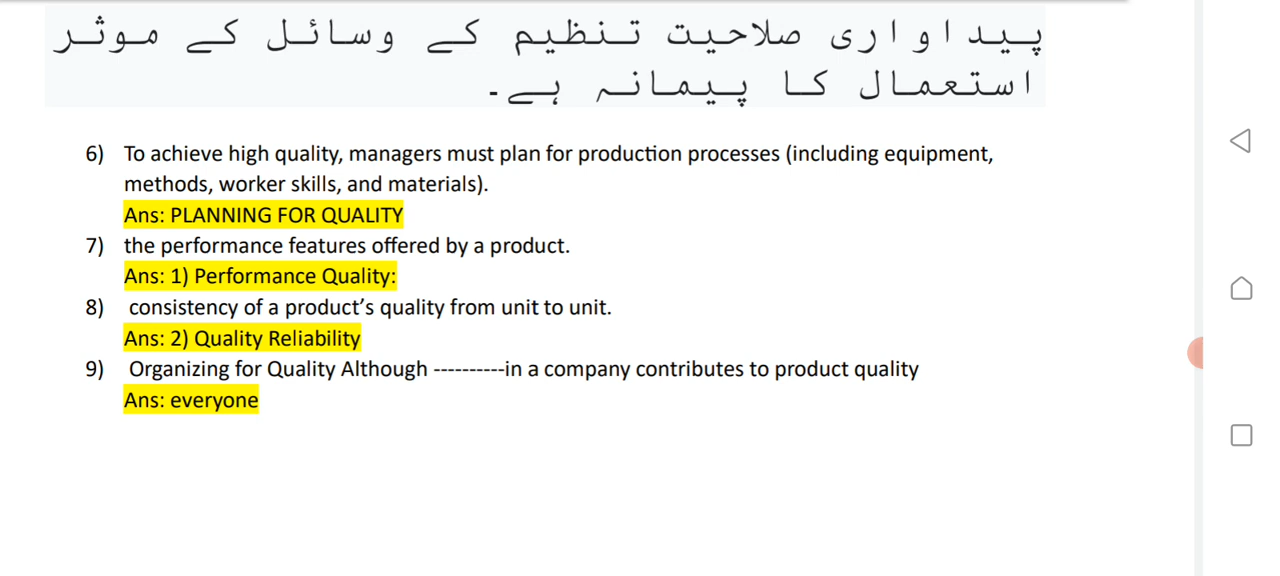 پیداواری صلاحیت تنظیم کے وسائل کے موثر
استعمال کا پیمانہ ہے۔
6) To achieve high quality, managers must plan for production processes (including equipment,
methods, worker skills, and materials).
Ans: PLANNING FOR QUALITY
7) the performance features offered by a product.
Ans: 1) Performance Quality:
8) consistency of a product’s quality from unit to unit.
Ans: 2) Quality Reliability
9) Organizing for Quality Although ----------in a company contributes to product quality
Ans: everyone